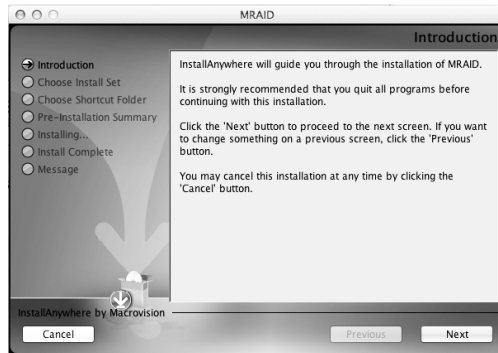 MRAID
Introduction
Introduction
Choose Install Set
Choose Shortcut Folder
Pre-Installation Summary
Installing...
Install Complete
Message
InstallAnywhere will guide you through the installation of MRAID.
It is strongly recommended that you quit all programs before
continuing with this installation.
Click the 'Next' button to proceed to the next screen. If you want
to change something on a previous screen, click the 'Previous'
button.
You may cancel this installation at any time by clicking the
'Cancel' button.
InstallAnywhere by Macrovision
Cancel
Previous
Next